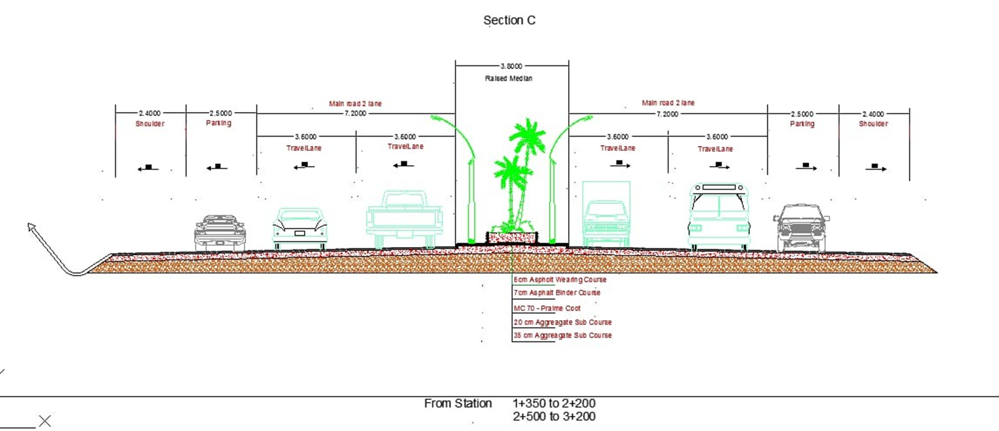 Section C
3.8000
Raised Median
Main road 2 lane
Main road 2 lane
2.4000
2.5000
7.2000
7.2000
2.5000
2.4000
Shoulder
Parking
Parking
Shoulder
3.6000
3.6000
3.6000
3.6000
TravelLane
TravelLane
TravelLane
TravelLane
6cm Aspholt Wearing Course
7cm Asphalt Binder Course
MC 70 - Praime Coot
20 cm Aggreagate Sub Course
35 cm Aggreagate Sub Course
From Station 1+350 to 2+200
2+500 to 3+200